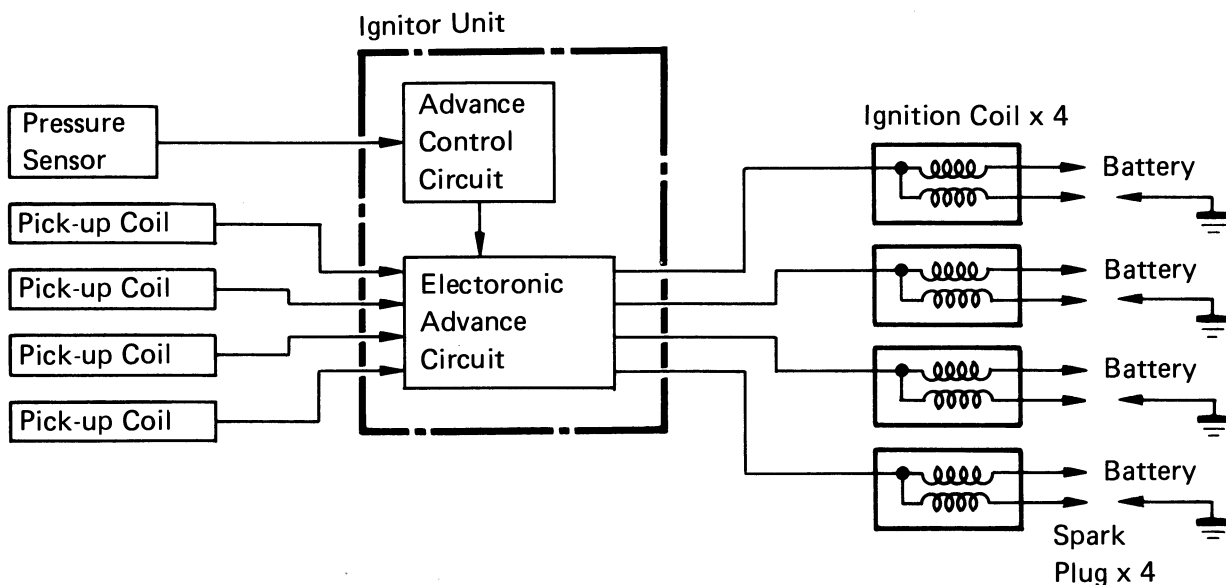 Ignitor Unit
Pressure
Sensor
Advance
Control
Circuit
Pick-up Coil
Pick-up Coil
Pick-up Coil
Pick-up Coil
Electoronic
Advance
Circuit
Ignition Coil x 4
Battery
Battery
Battery
Battery
Spark
Plug x 4